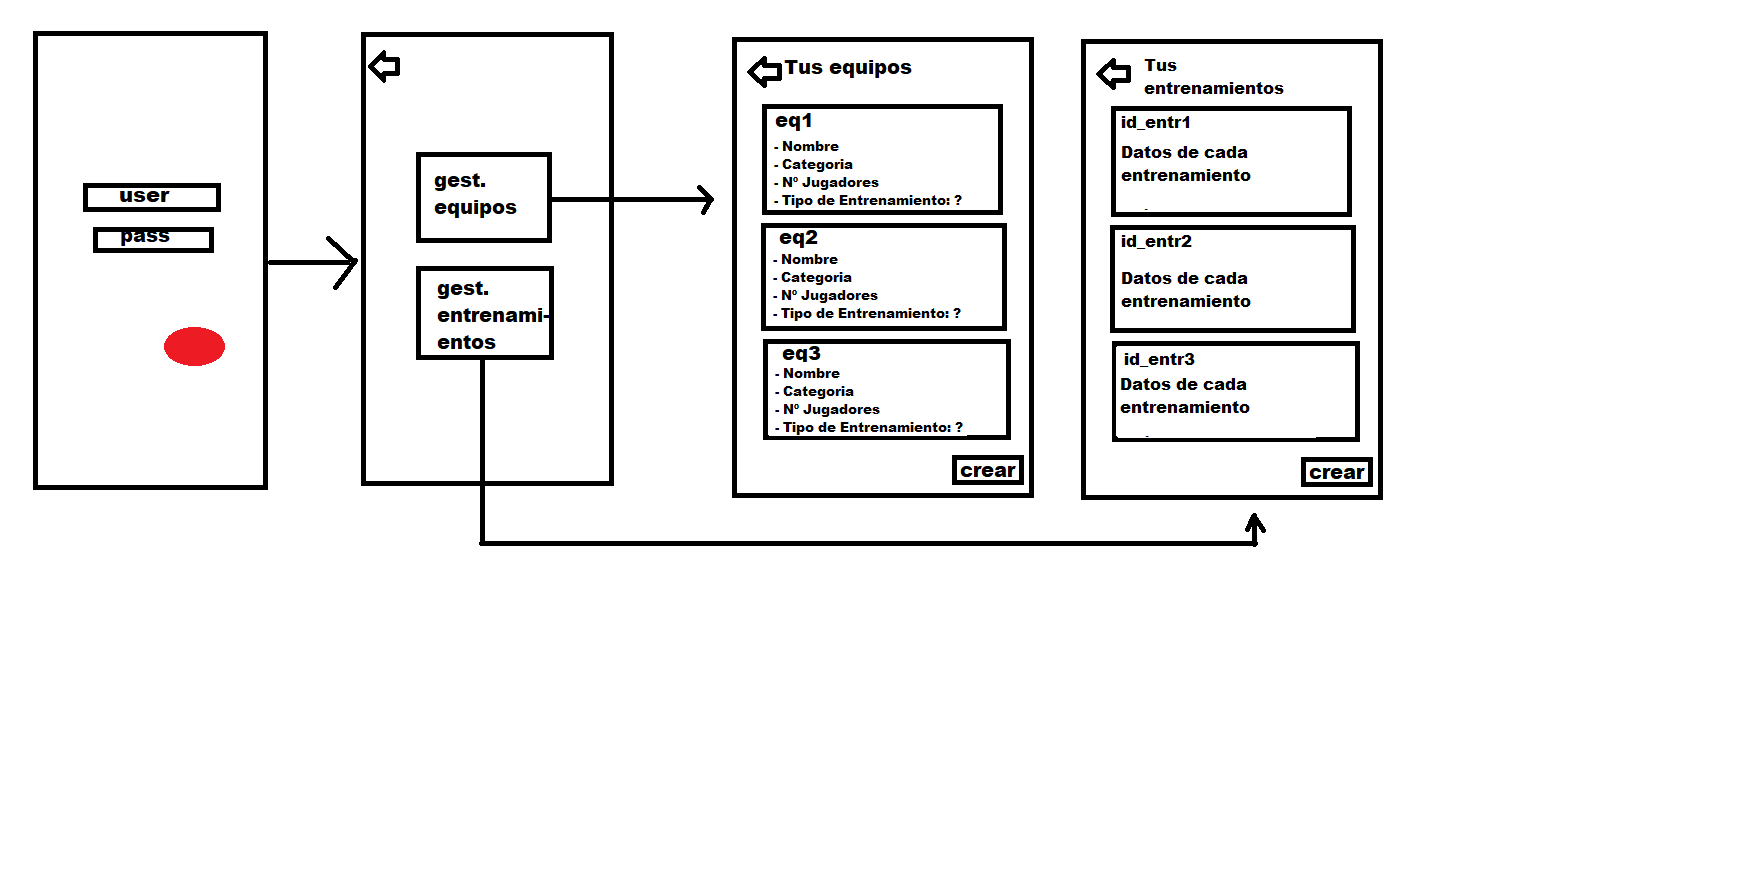 user
pass
gest.
equipos
gest.
entrenami-
entos
Tus equipos
eq1
- Nombre
- Categoria
- Nº Jugadores
- Tipo de Entrenamiento: ?
eq2
- Nombre
- Categoria
- Nº Jugadores
- Tipo de Entrenamiento: ?
eq3
- Nombre
- Categoria
- Nº Jugadores
- Tipo de Entrenamiento: ?
crear
Tus
entrenamientos
id_entr1
Datos de cada
entrenamiento
id_entr2
Datos de cada
entrenamiento
id_entr3
Datos de cada
entrenamiento
crear